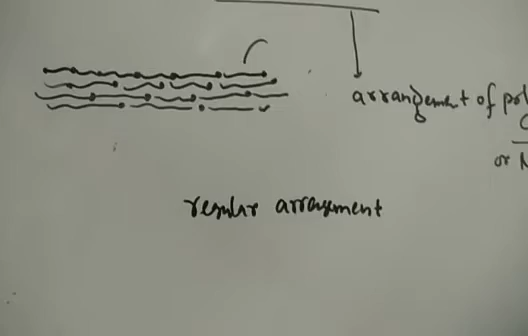 arrangement of pol
or
regular arrangement